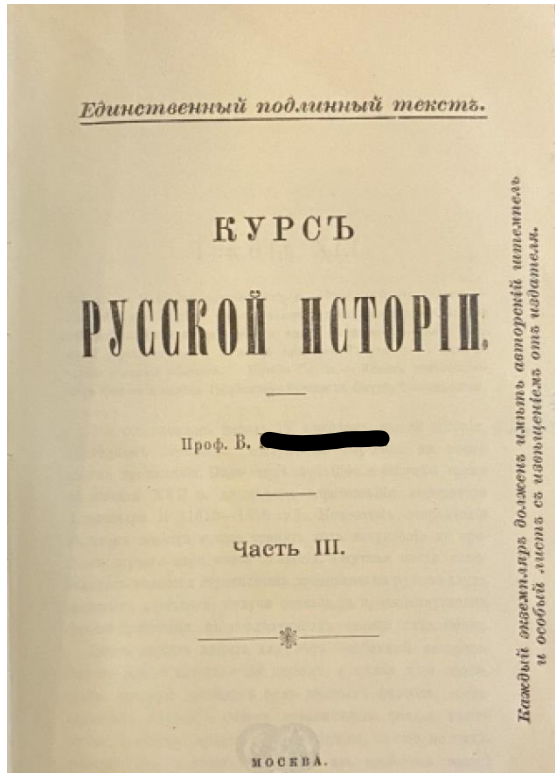 Единственный подлинный текстъ.
КУРСЪ
РУССКОЙ ИСТОРІИ.
Проф. В.
Часть III.
МОСКВА.
Каждый экземпляръ долженъ имѣть авторскій штемпель
и особый листъ съ извѣщеніемъ отъ издателя.